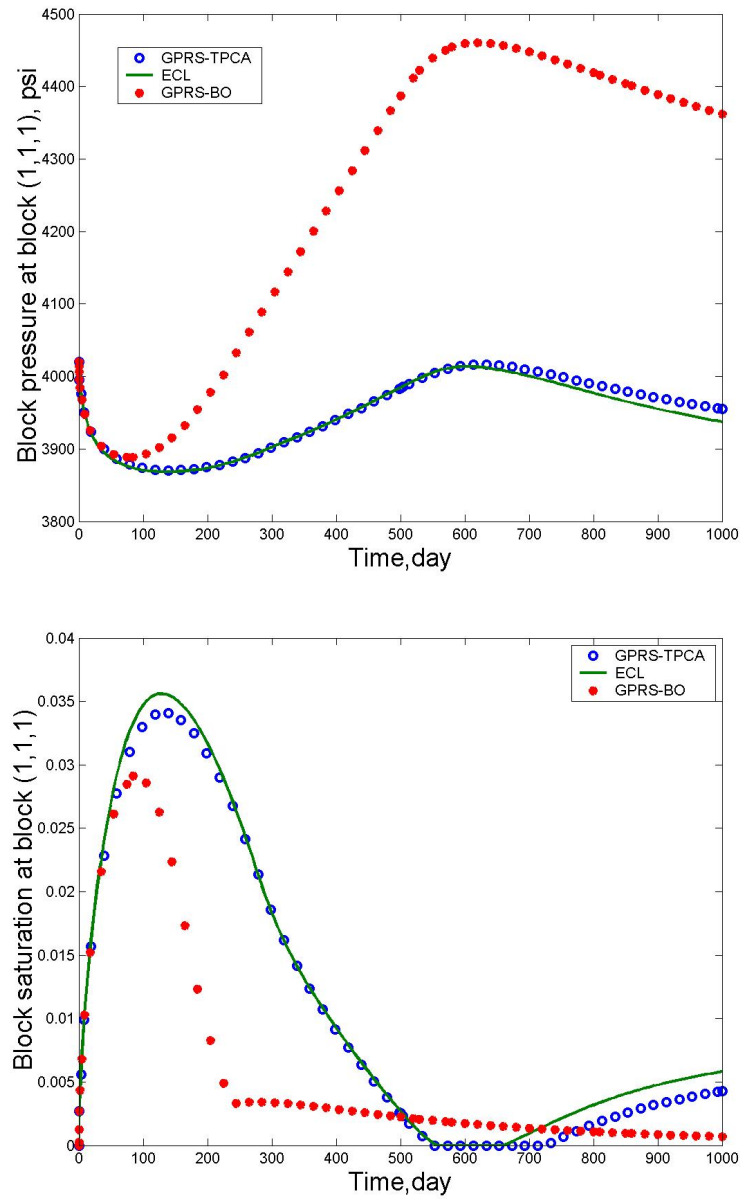 4500
4400
4300
4200
4100
4000
3900
3800
Block pressure at block (1,1,1), psi
GPRS-TPCA
ECL
GPRS-BO
0 100 200 300 400 500 600 700 800 900 1000
Time,day
0.04
0.035
0.03
0.025
0.02
0.015
0.01
0.005
0
Block saturation at block (1,1,1)
GPRS-TPCA
ECL
GPRS-BO
0 100 200 300 400 500 600 700 800 900 1000
Time,day